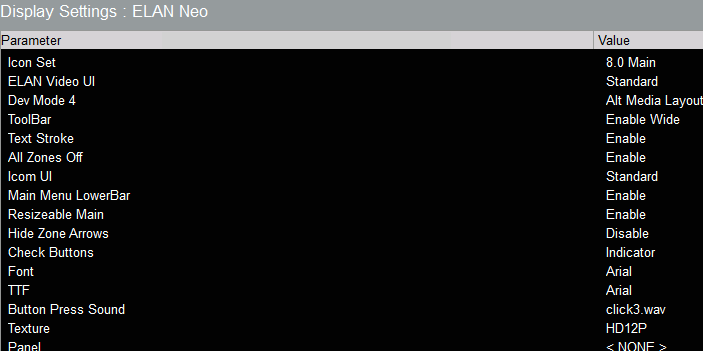 Display Settings : ELAN Neo
Parameter Value
Icon Set 8.0 Main
ELAN Video UI Standard
Dev Mode 4 Alt Media Layout
ToolBar Enable Wide
Text Stroke Enable
All Zones Off Enable
Icom UI Standard
Main Menu LowerBar Enable
Resizeable Main Enable
Hide Zone Arrows Disable
Check Buttons Indicator
Font Arial
TTF Arial
Button Press Sound click3.wav
Texture HD12P
Panel < NONE >